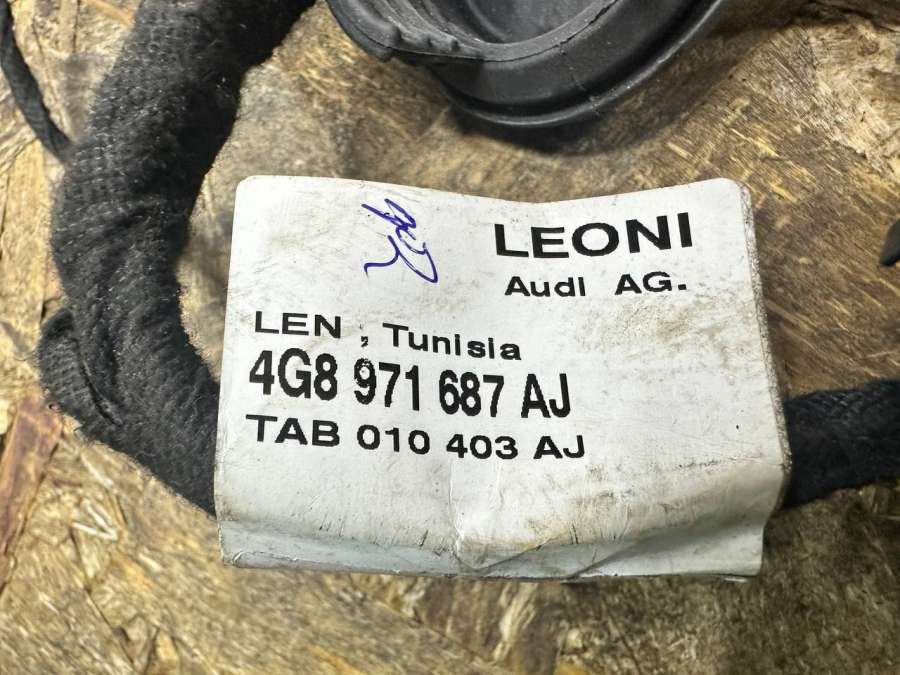 LEONI
Audi AG.
LEN , Tunisia
4G8 971 687 AJ
TAB 010 403 AJ